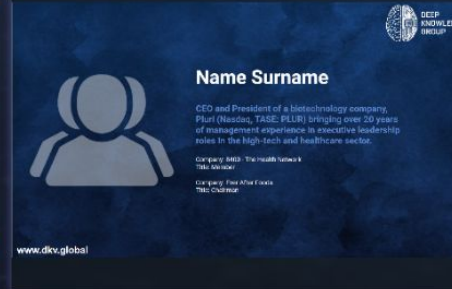 DEEP
KNOWLEDGE
GROUP
Name Surname
CEO and President of a biotechnology company,
Pluri (Nasdaq, TASE: PLUR) bringing over 20 years
of management experience in executive leadership
roles in the high-tech and healthcare sector.
Company: - The Health Network
Title: Member
Company: Ever After Foods
Title: Chairman
www.dkv.global